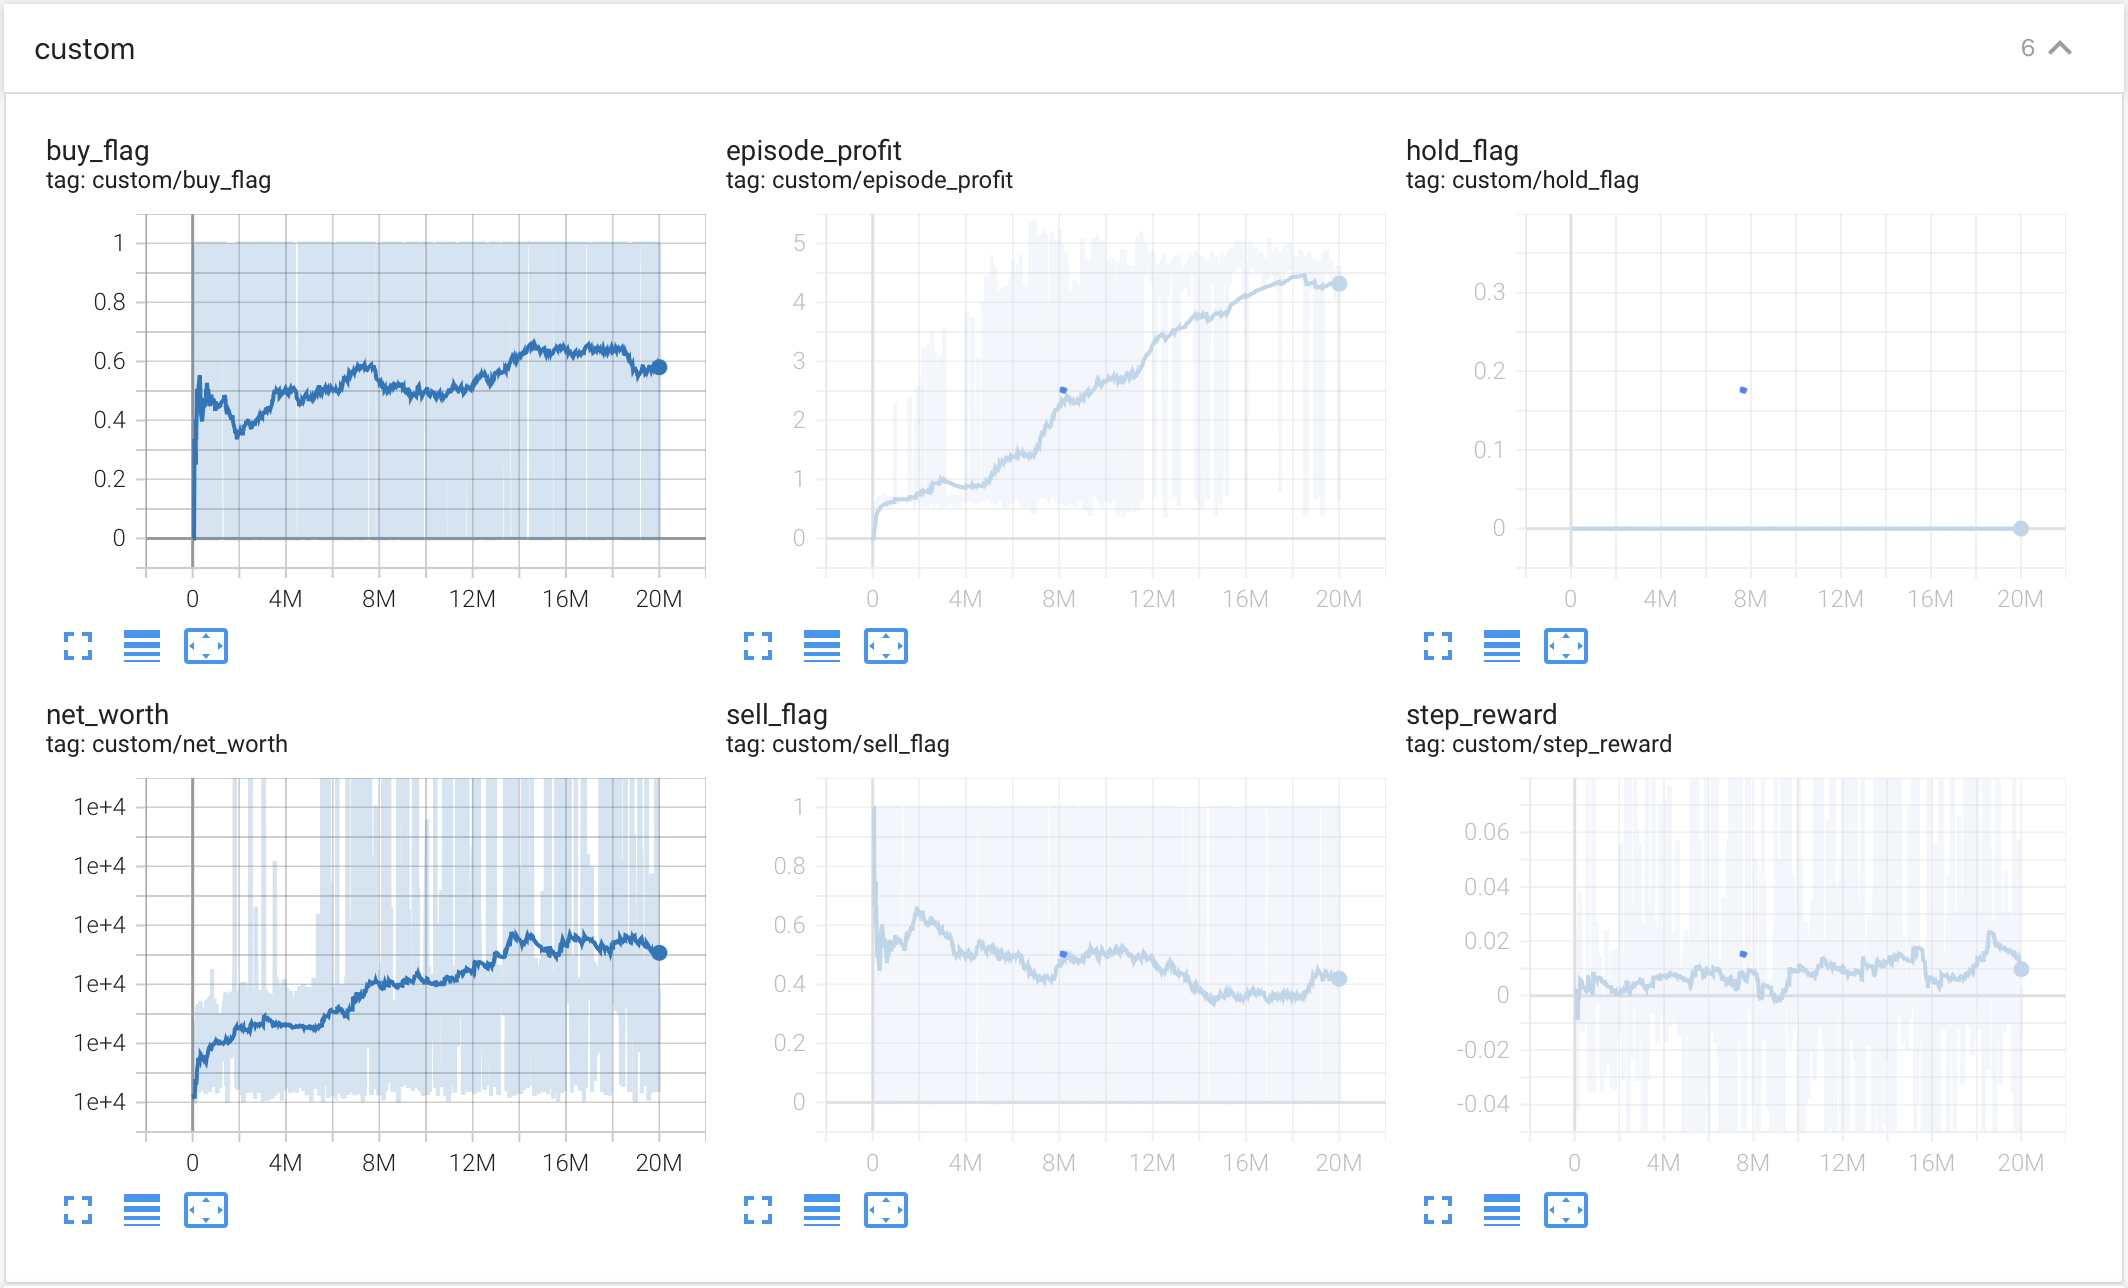 custom
6
buy_flag
tag: custom/buy_flag
1
0.8
0.6
0.4
0.2
0
0 4M 8M 12M 16M 20M
episode_profit
tag: custom/episode_profit
5
4
3
2
1
0
0 4M 8M 12M 16M 20M
hold_flag
tag: custom/hold_flag
0.3
0.2
0.1
0
0 4M 8M 12M 16M 20M
net_worth
tag: custom/net_worth
1e+4
1e+4
1e+4
1e+4
1e+4
1e+4
0 4M 8M 12M 16M 20M
sell_flag
tag: custom/sell_flag
1
0.8
0.6
0.4
0.2
0
0 4M 8M 12M 16M 20M
step_reward
tag: custom/step_reward
0.06
0.04
0.02
0
-0.02
-0.04
0 4M 8M 12M 16M 20M